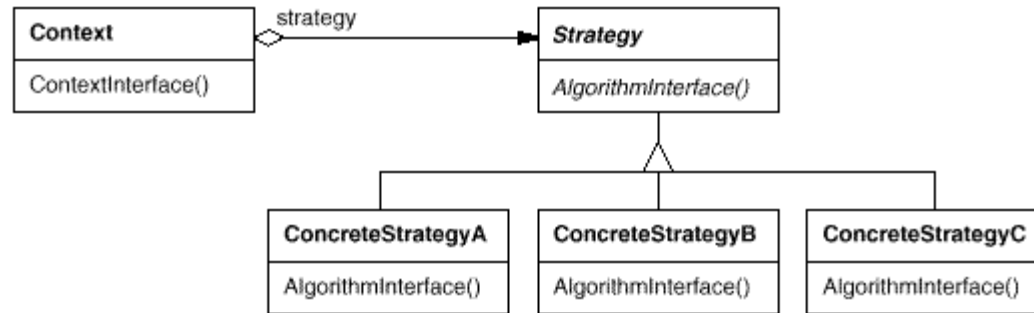 strategy
Context
Strategy
ContextInterface()
AlgorithmInterface()
ConcreteStrategyA
ConcreteStrategyB
ConcreteStrategyC
AlgorithmInterface()
AlgorithmInterface()
AlgorithmInterface()